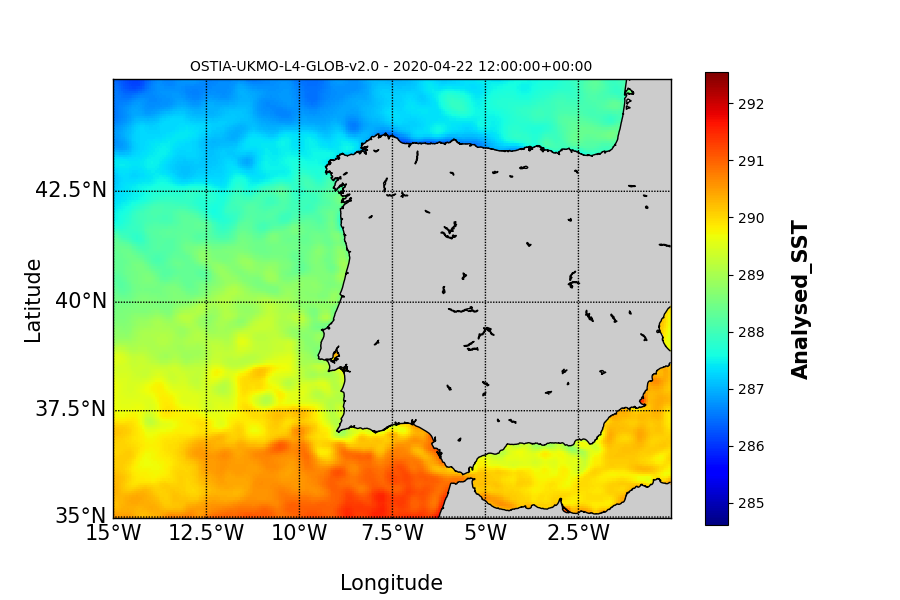 OSTIA-UKMO-L4-GLOB-v2.0 - 2020-04-22 12:00:00+00:00
42.5°N
40°N
37.5°N
35°N
Latitude
15°W 12.5°W 10°W 7.5°W 5°W 2.5°W
Longitude
292
291
290
289
288
287
286
285
Analysed_SST